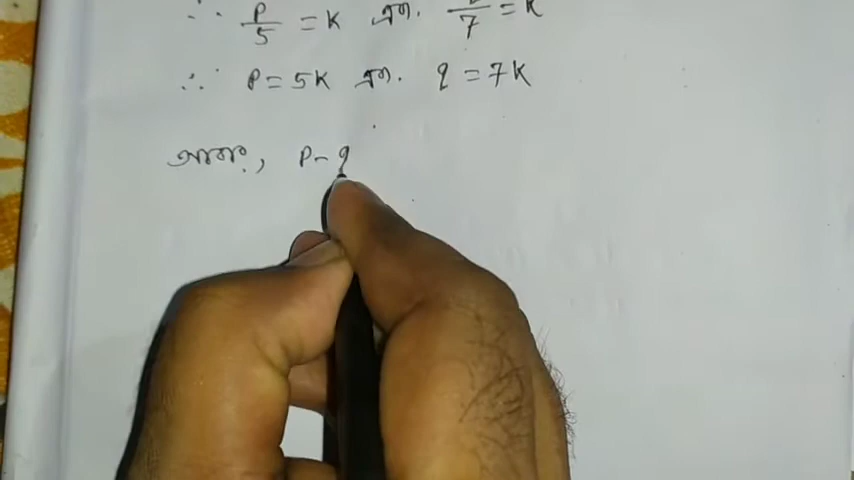 ∴ P/5 = K এবং q/7 = K
∴ P = 5K এবং q = 7K
আবার, P - q